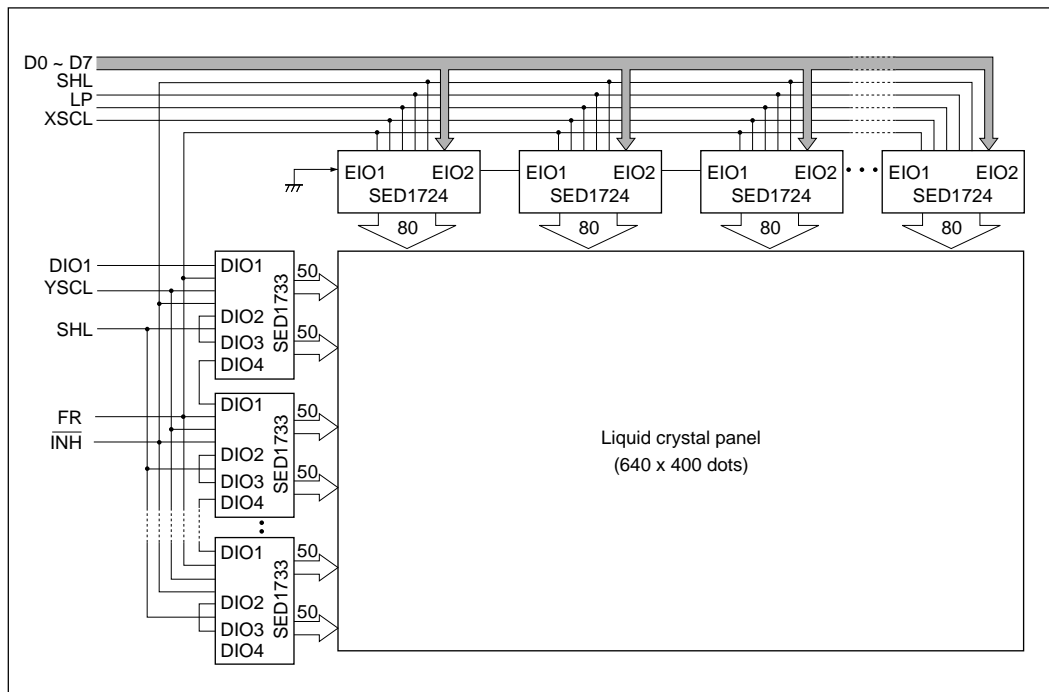 D0 ~ D7
SHL
LP
XSCL
EIO1 EIO2
SED1724
EIO1 EIO2
SED1724
EIO1 EIO2
SED1724
EIO1 EIO2
SED1724
80
80
80
80
DIO1
YSCL
SHL
FR
INH
DIO1
DIO2
DIO3
DIO4
SED1733
50
50
DIO1
DIO2
DIO3
DIO4
SED1733
50
50
DIO1
DIO2
DIO3
DIO4
SED1733
50
50
Liquid crystal panel
(640 x 400 dots)